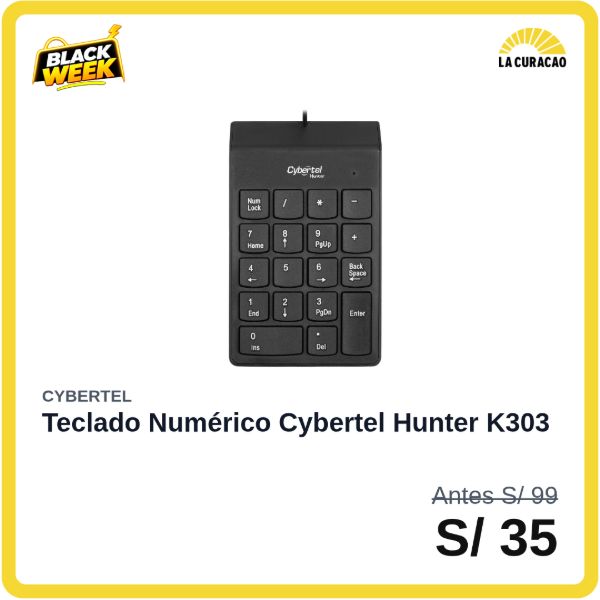 BLACK
WEEK
LA CURACAO
Cybertel
Hunter
Num
Lock
/
*
-
7
Home
8
↑
9
PgUp
+
4
←
5
6
→
Back
Space
←
1
End
2
↓
3
PgDn
Enter
0
Ins
.
Del
CYBERTEL
Teclado Numérico Cybertel Hunter K303
Antes S/ 99
S/ 35